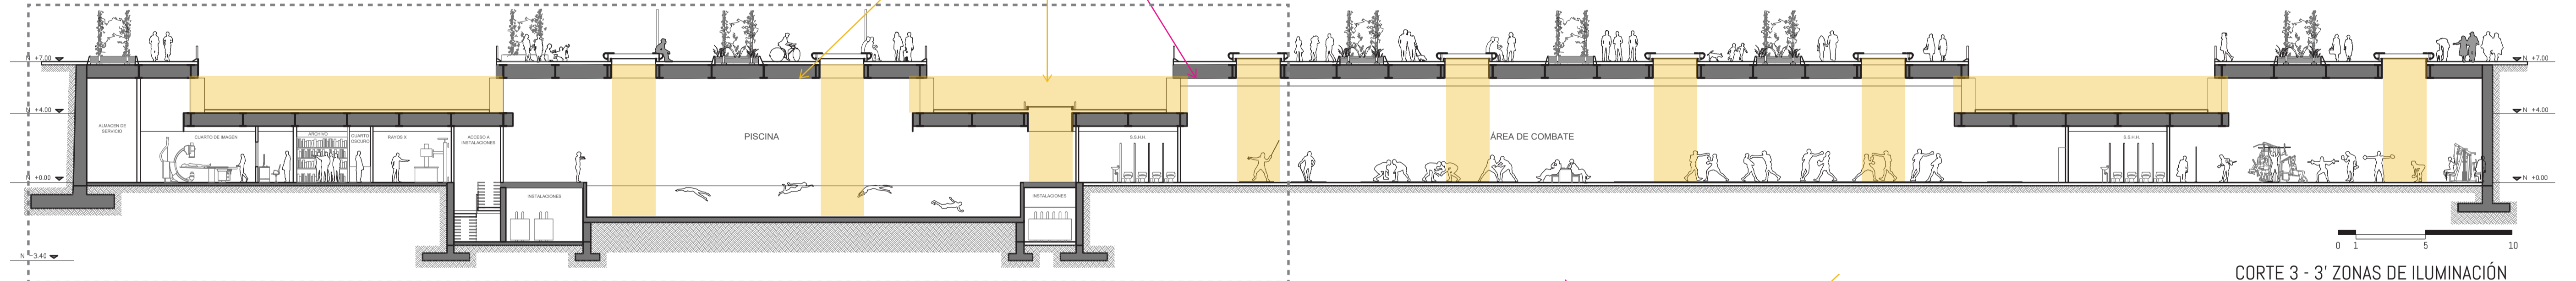 N +7.00
N +7.00
N +4.00
N +4.00
ALMACEN DE
SERVICIO
CUARTO DE IMAGEN
ARCHIVO
CUARTO
OSCURO
RAYOS X
ACCESO A
INSTALACIONES
PISCINA
S.S.H.H.
ÁREA DE COMBATE
S.S.H.H.
N +0.00
N +0.00
INSTALACIONES
INSTALACIONES
N -3.40
0 1 5 10
CORTE 3 - 3' ZONAS DE ILUMINACIÓN